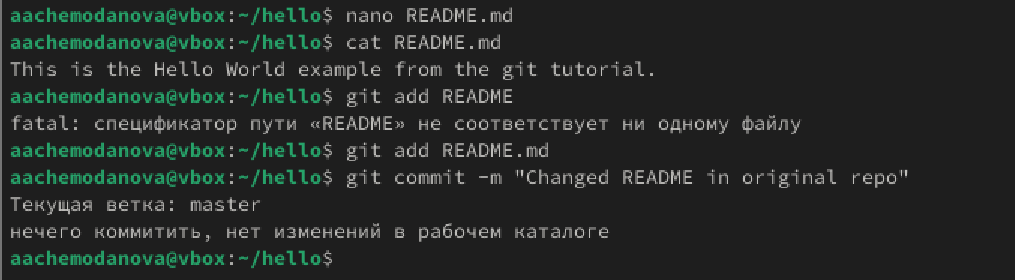 aachemodanova@vbox:~/hello$ nano README.md
aachemodanova@vbox:~/hello$ cat README.md
This is the Hello World example from the git tutorial.
aachemodanova@vbox:~/hello$ git add README
fatal: спецификатор пути «README» не соответствует ни одному файлу
aachemodanova@vbox:~/hello$ git add README.md
aachemodanova@vbox:~/hello$ git commit -m "Changed README in original repo"
Текущая ветка: master
нечего коммитить, нет изменений в рабочем каталоге
aachemodanova@vbox:~/hello$